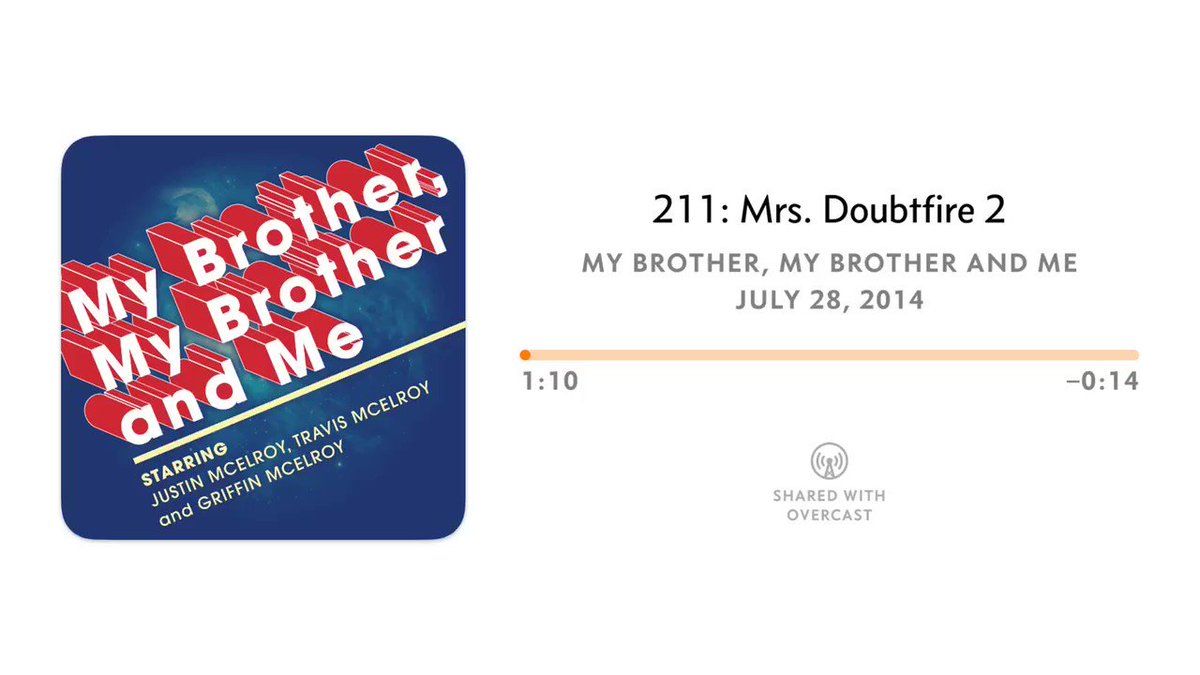 My Brother,
My Brother
and Me
STARRING
JUSTIN MCELROY, TRAVIS MCELROY
and GRIFFIN MCELROY
211: Mrs. Doubtfire 2
MY BROTHER, MY BROTHER AND ME
JULY 28, 2014
1:10
–0:14
SHARED WITH
OVERCAST